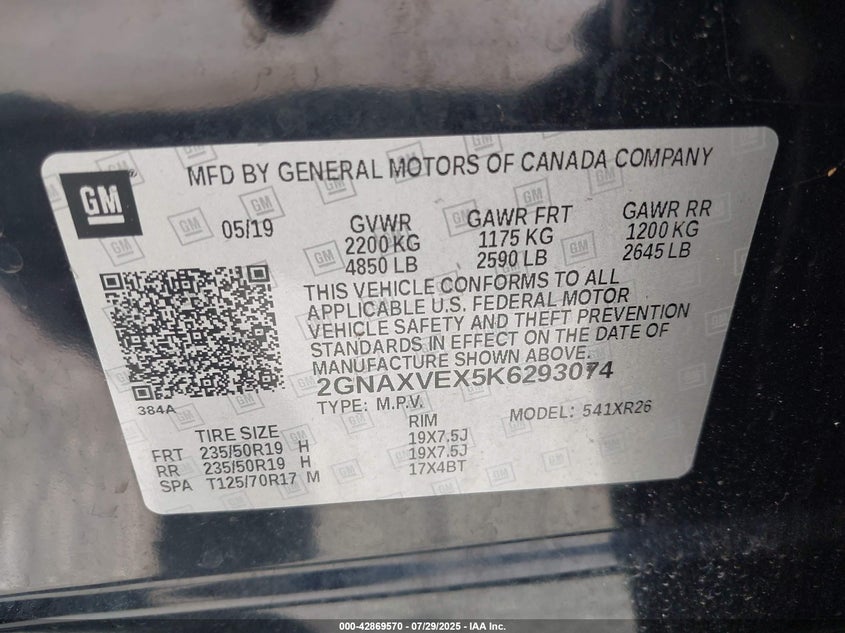 MFD BY GENERAL MOTORS OF CANADA COMPANY
GM
05/19
GVWR GAWR FRT GAWR RR
2200 KG 1175 KG 1200 KG
4850 LB 2590 LB 2645 LB
THIS VEHICLE CONFORMS TO ALL
APPLICABLE U.S. FEDERAL MOTOR
VEHICLE SAFETY AND THEFT PREVENTION
STANDARDS IN EFFECT ON THE DATE OF
MANUFACTURE SHOWN ABOVE.
2GNAXVEX5K6293074
384A
TYPE: M.P.V. MODEL: 541XR26
TIRE SIZE RIM
FRT 235/50R19 H 19X7.5J
RR 235/50R19 H 19X7.5J
SPA T125/70R17 M 17X4BT
000-42869570 - 07/29/2025 - IAA Inc.